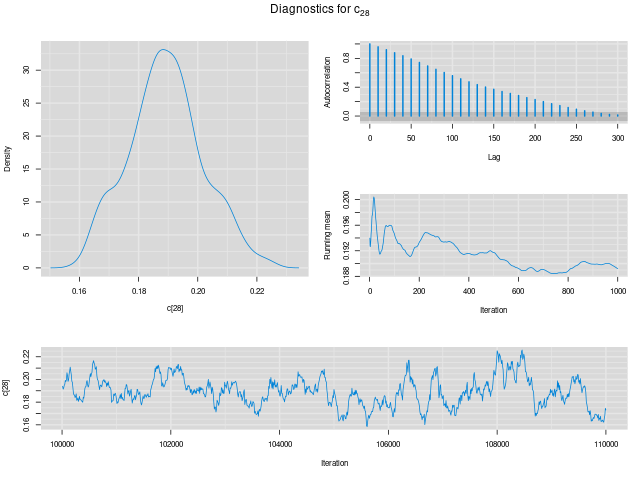 Diagnostics for c28
Density
0 5 10 15 20 25 30
0.16 0.18 0.20 0.22
c[28]
Autocorrelation
0.0 0.4 0.8
0 50 100 150 200 250 300
Lag
Running mean
0.188 0.192 0.196 0.200
0 200 400 600 800 1000
Iteration
c[28]
0.16 0.18 0.20 0.22
100000 102000 104000 106000 108000 110000
Iteration